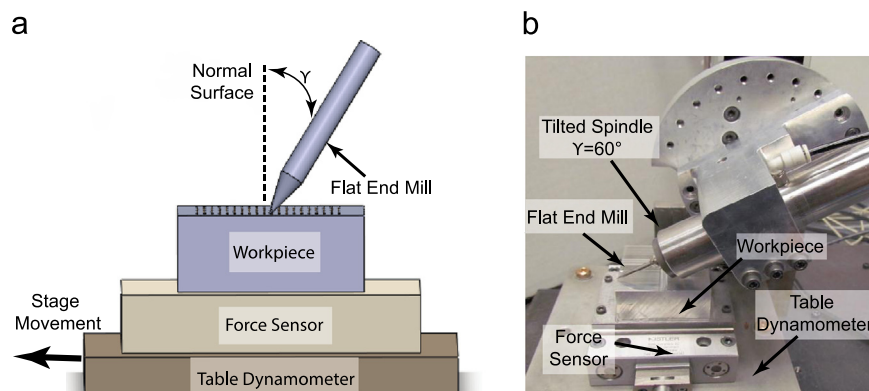 a
Normal
Surface
γ
Flat End Mill
Workpiece
Stage
Movement
Force Sensor
Table Dynamometer
b
Tilted Spindle
γ=60°
Flat End Mill
Workpiece
Table
Dynamometer
Force
Sensor
KISTLER